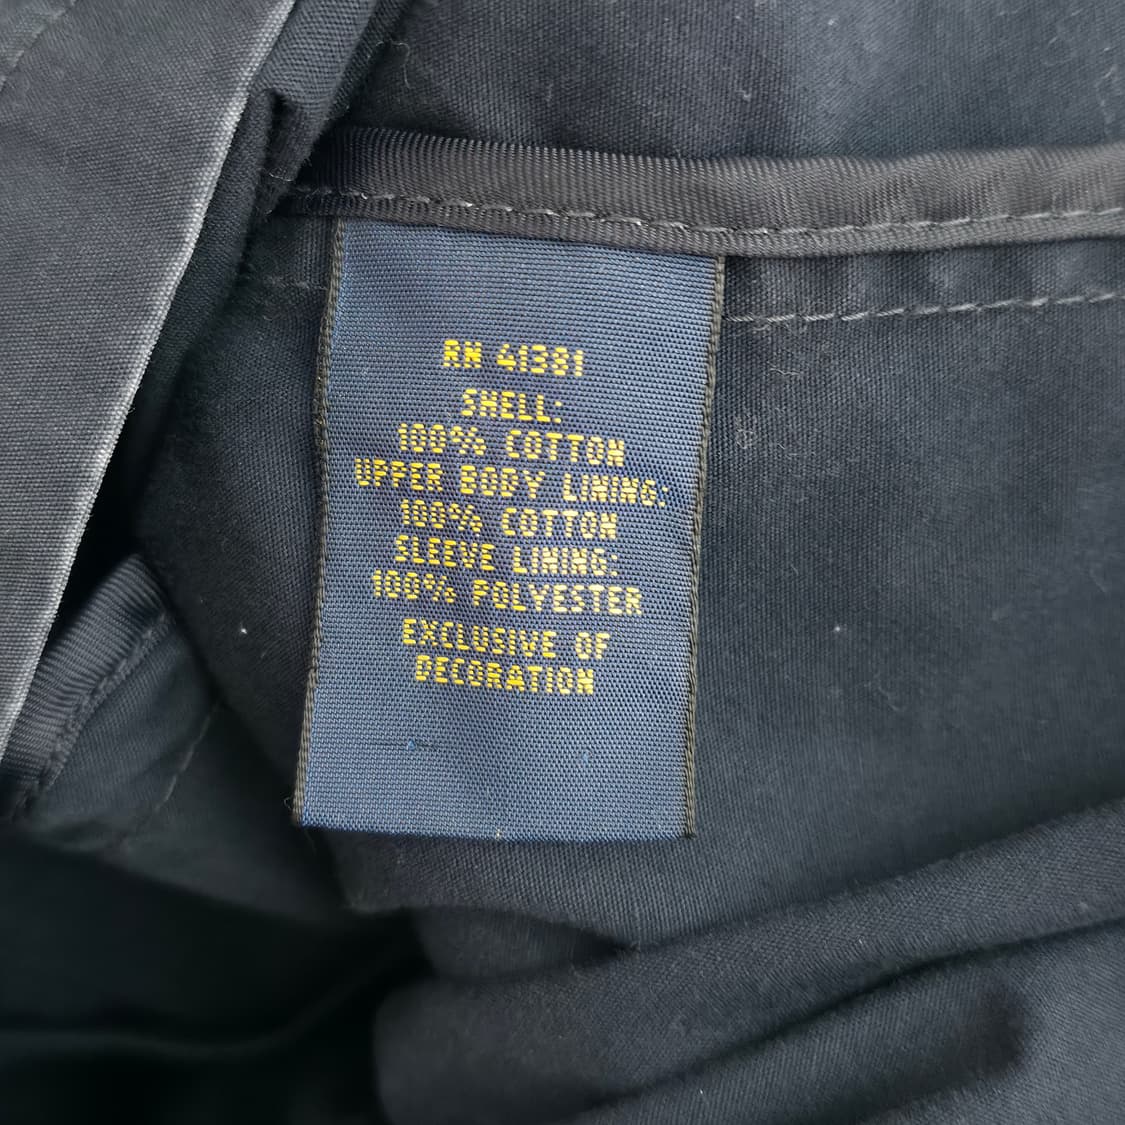 RN 41381
SHELL:
100% COTTON
UPPER BODY LINING:
100% COTTON
SLEEVE LINING:
100% POLYESTER
EXCLUSIVE OF
DECORATION